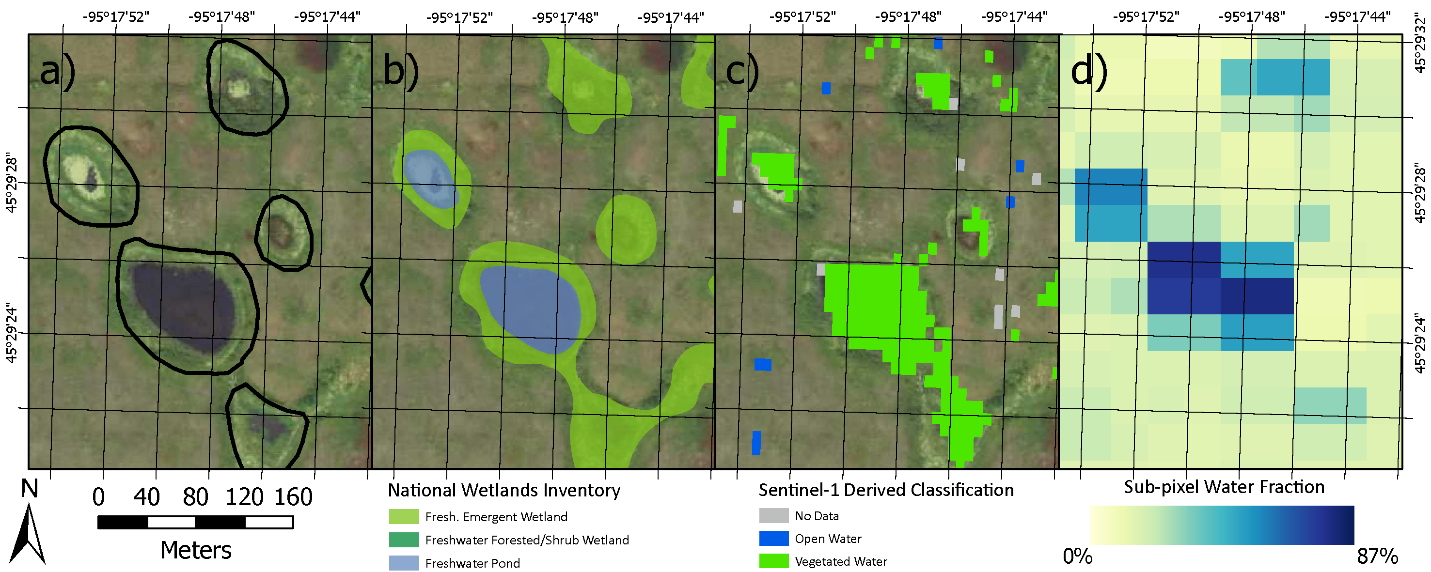 -95°17'52" -95°17'48" -95°17'44" -95°17'52" -95°17'48" -95°17'44"
-95°17'52" -95°17'48" -95°17'44" -95°17'52" -95°17'48" -95°17'44"
a) b) c) d)
45°29'32"
45°29'28" 45°29'28"
45°29'24" 45°29'24"
N
0 40 80 120 160
Meters
National Wetlands Inventory
Fresh. Emergent Wetland
Freshwater Forested/Shrub Wetland
Freshwater Pond
Sentinel-1 Derived Classification
No Data
Open Water
Vegetated Water
Sub-pixel Water Fraction
0% 87%